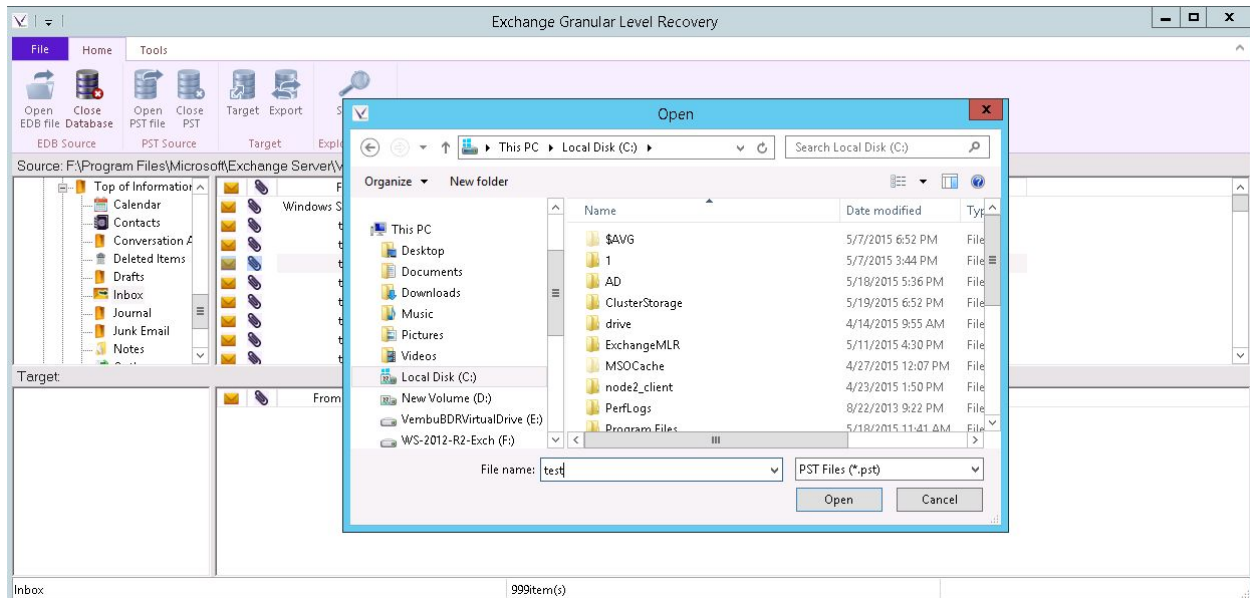 Exchange Granular Level Recovery
File Home Tools
Open EDB file Close Database Open PST file Close PST Target Export
EDB Source PST Source Target
Source: F:\Program Files\Microsoft\Exchange Server\V
Top of Information
Calendar
Contacts
Conversation A
Deleted Items
Drafts
Inbox
Journal
Junk Email
Notes
Windows S
Target:
From
Inbox 999item(s)
Open
This PC Local Disk (C:) Search Local Disk (C:)
Organize New folder
This PC
Desktop
Documents
Downloads
Music
Pictures
Videos
Local Disk (C:)
New Volume (D:)
VembuBDRVirtualDrive (E:)
WS-2012-R2-Exch (F:)
Name Date modified Typ
$AVG 5/7/2015 6:52 PM File
1 5/7/2015 3:44 PM File
AD 5/18/2015 5:36 PM File
ClusterStorage 5/19/2015 6:52 PM File
drive 4/14/2015 9:55 AM File
ExchangeMLR 5/11/2015 4:30 PM File
MSOCache 4/27/2015 12:07 PM File
node2_client 4/23/2015 1:50 PM File
PerfLogs 8/22/2013 9:22 PM File
Program Files 5/18/2015 11:41 AM File
File name: test PST Files (*.pst)
Open Cancel